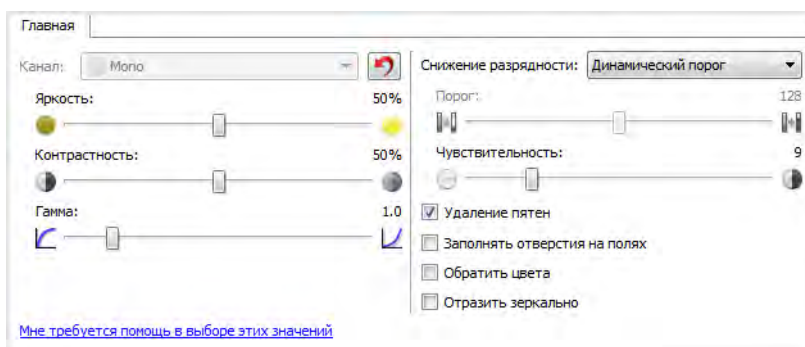 Главная
Канал: Mono
Яркость: 50%
Контрастность: 50%
Гамма: 1.0
Мне требуется помощь в выборе этих значений
Снижение разрядности: Динамический порог
Порог: 128
Чувствительность: 9
Удаление пятен
Заполнять отверстия на полях
Обратить цвета
Отразить зеркально